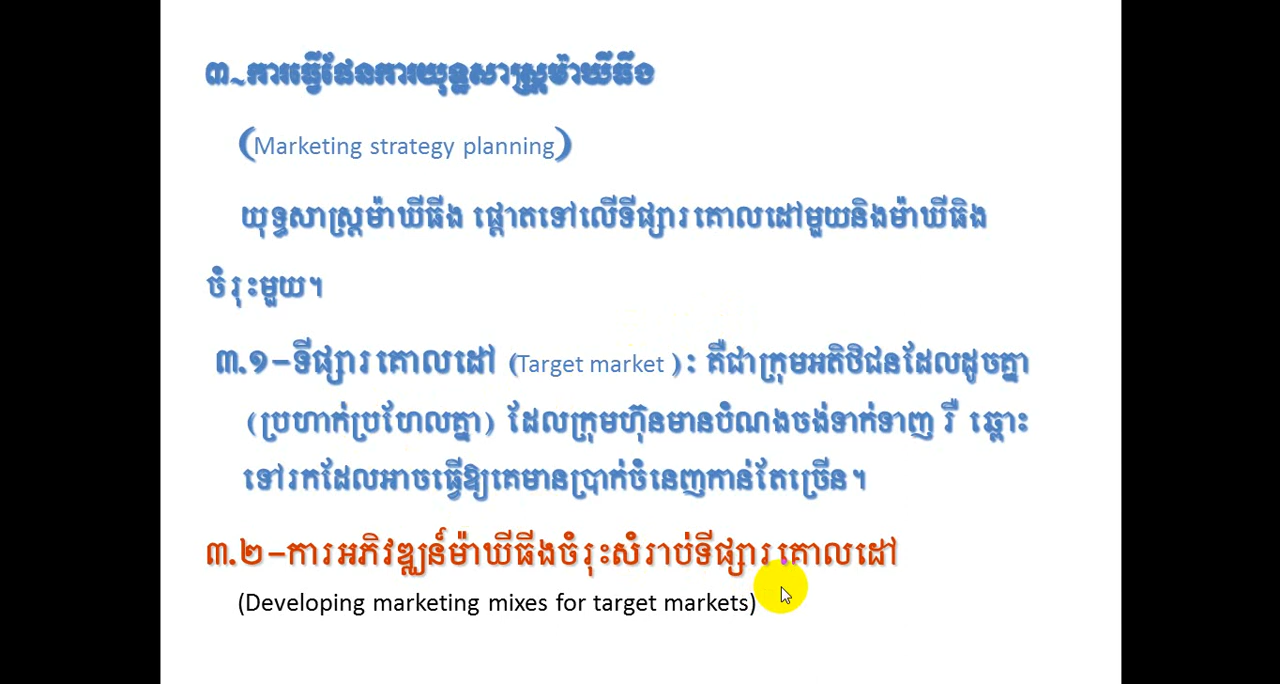 ៣~ការធ្វើផែនការយុទ្ធសាស្ត្រម៉ាឃីធីង
(Marketing strategy planning)
យុទ្ធសាស្ត្រម៉ាឃីធីង ផ្តោតទៅលើទីផ្សារគោលដៅមួយនិងម៉ាឃីធិង
ចំរុះមួយ។
៣.១-ទីផ្សារគោលដៅ (Target market): គឺជាក្រុមអតិថិជនដែលដូចគ្នា
(ប្រហាក់ប្រហែលគ្នា) ដែលក្រុមហ៊ុនមានបំណងចង់ទាក់ទាញ រឺ ឆ្ពោះ
ទៅរកដែលអាចធ្វើឱ្យគេមានប្រាក់ចំនេញកាន់តែច្រើន។
៣.២-ការអភិវឌ្ឈន៍ម៉ាឃីធីងចំរុះសំរាប់ទីផ្សារគោលដៅ
(Developing marketing mixes for target markets)